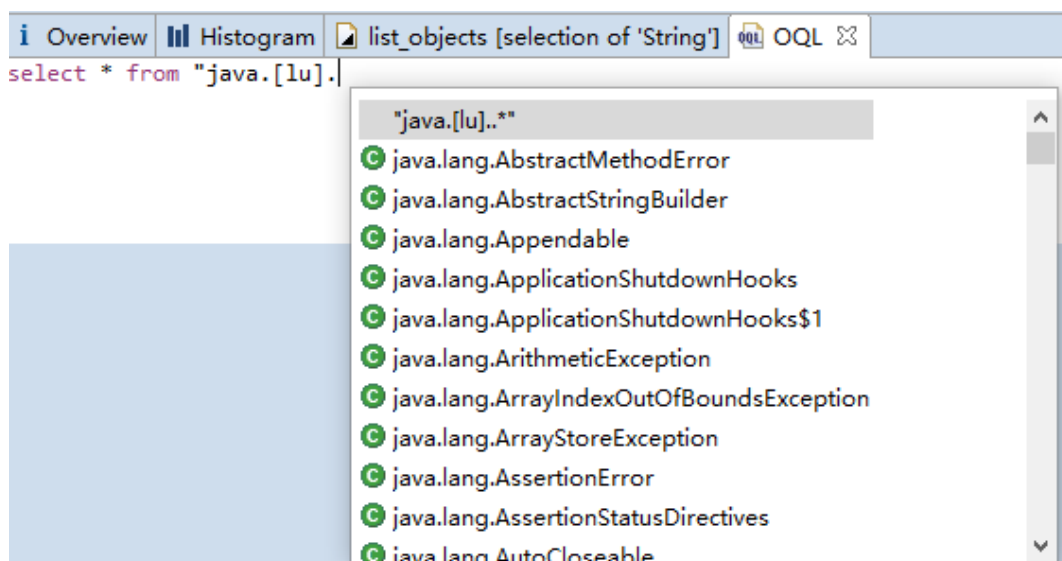 i Overview Histogram list_objects [selection of 'String'] OQL OQL
select * from "java.[lu].
"java.[lu]..*"
C java.lang.AbstractMethodError
C java.lang.AbstractStringBuilder
C java.lang.Appendable
C java.lang.ApplicationShutdownHooks
C java.lang.ApplicationShutdownHooks$1
C java.lang.ArithmeticException
C java.lang.ArrayIndexOutOfBoundsException
C java.lang.ArrayStoreException
C java.lang.AssertionError
C java.lang.AssertionStatusDirectives
C java.lang.AutoCloseable